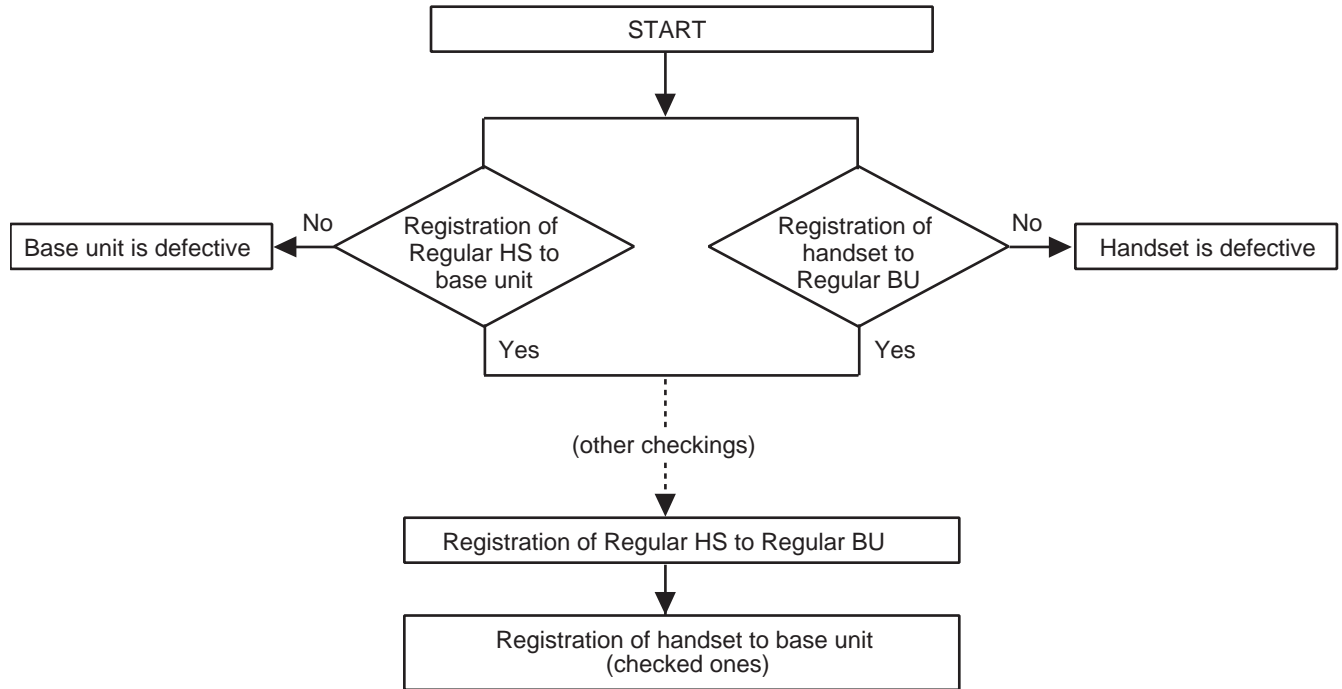 START
Registration of
Regular HS to
base unit
No
Base unit is defective
Yes
Registration of
handset to
Regular BU
No
Handset is defective
Yes
(other checkings)
Registration of Regular HS to Regular BU
Registration of handset to base unit
(checked ones)